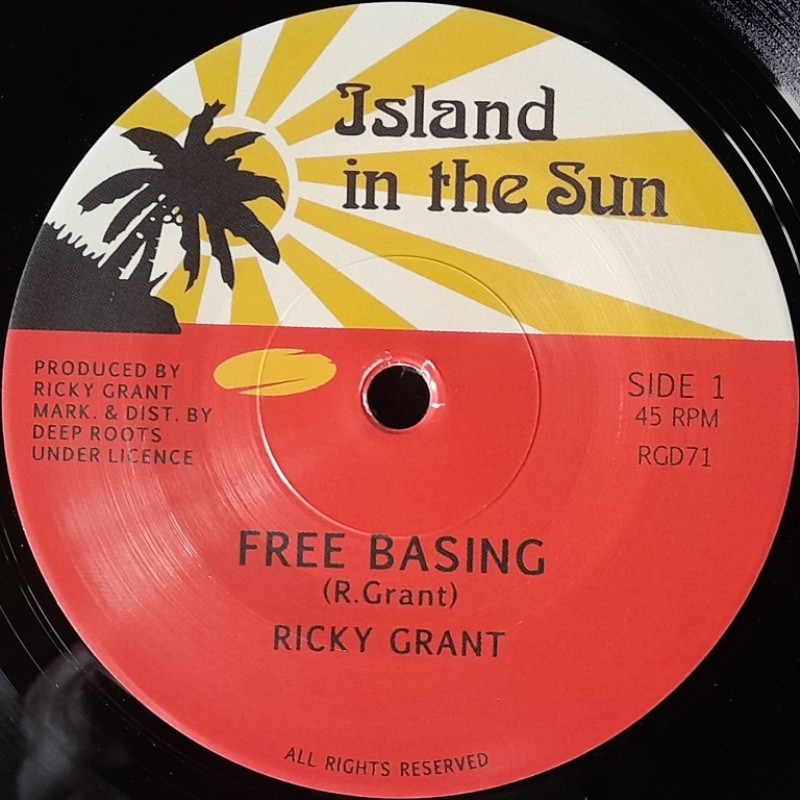 Island
in the Sun
PRODUCED BY
RICKY GRANT
MARK. & DIST. BY
DEEP ROOTS
UNDER LICENCE
SIDE 1
45 RPM
RGD71
FREE BASING
(R.Grant)
RICKY GRANT
ALL RIGHTS RESERVED